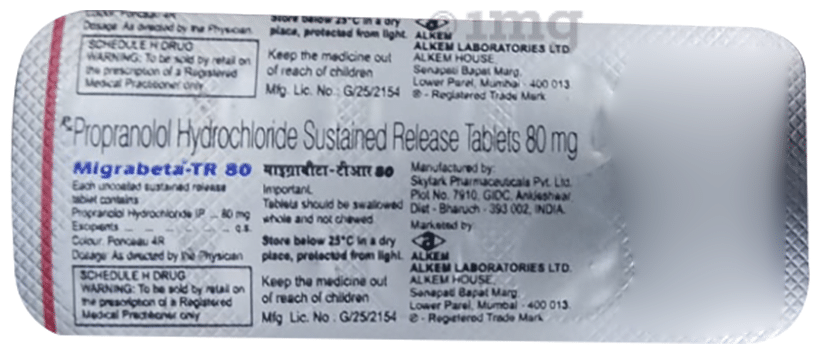 Colour: Ponceau 4R
Dosage: As directed by the Physician.
SCHEDULE H DRUG
WARNING: To be sold by retail on
the prescription of a Registered
Medical Practitioner only.
Store below 25°C in a dry
place, protected from light.
Keep the medicine out
of reach of children
Mfg. Lic. No : G/25/2154
1mg
ALKEM
ALKEM LABORATORIES LTD.
ALKEM HOUSE,
Senapati Bapat Marg,
Lower Parel, Mumbai - 400 013.
® - Registered Trade Mark
Rx Propranolol Hydrochloride Sustained Release Tablets 80 mg
Migrabeta-TR 80 माइग्राबीटा-टीआर 80
Each uncoated sustained release
tablet contains
Propranolol Hydrochloride IP ... 80 mg
Excipients ... ... ... ... q.s.
Colour: Ponceau 4R
Dosage: As directed by the Physician
SCHEDULE H DRUG
WARNING: To be sold by retail on
the prescription of a Registered
Medical Practitioner only
Important.
Tablets should be swallowed
whole and not chewed.
Store below 25°C in a dry
place, protected from light.
Keep the medicine out
of reach of children
Mfg. Lic. No : G/25/2154
Manufactured by:
Skylark Pharmaceuticals Pvt. Ltd.
Plot No. 7910, GIDC, Ankleshwar
Dist - Bharuch - 393 002, INDIA.
Marketed by:
ALKEM
ALKEM LABORATORIES LTD.
ALKEM HOUSE,
Senapati Bapat Marg,
Lower Parel, Mumbai - 400 013.
® - Registered Trade Mark